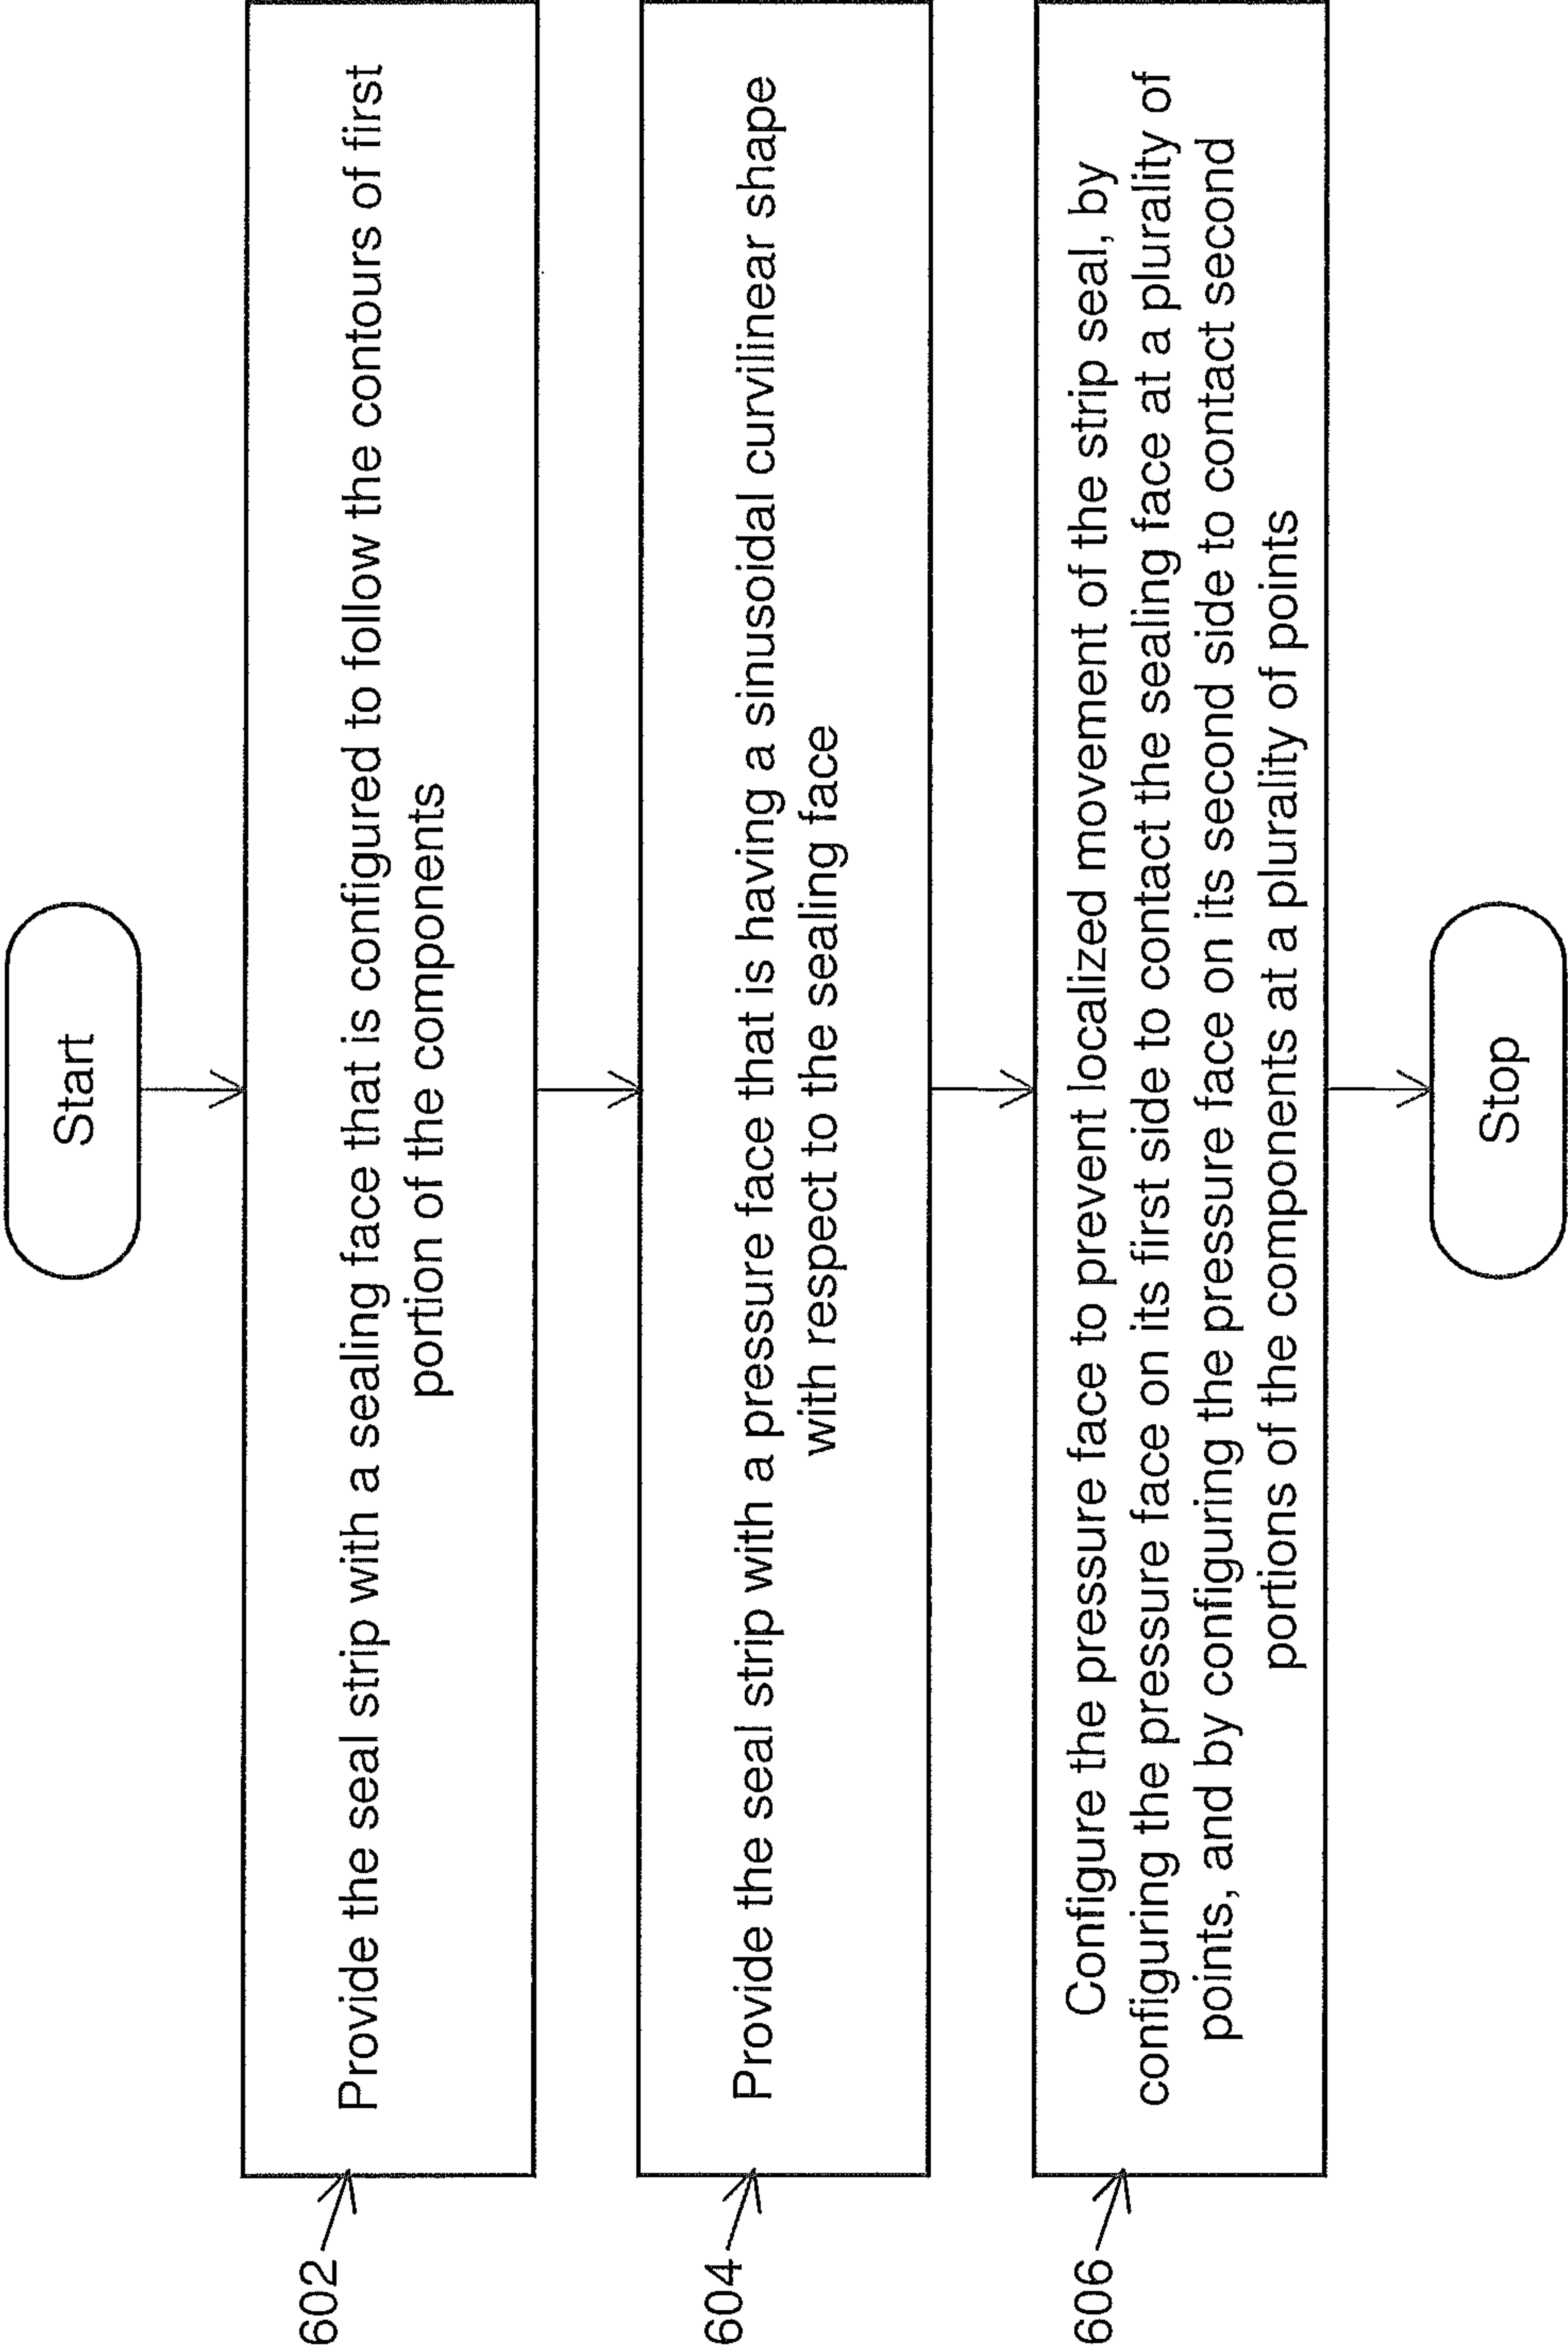 Start
602
Provide the seal strip with a sealing face that is configured to follow the contours of first
portion of the components
604
Provide the seal strip with a pressure face that is having a sinusoidal curvilinear shape
with respect to the sealing face
606
Configure the pressure face to prevent localized movement of the strip seal, by
configuring the pressure face on its first side to contact the sealing face at a plurality of
points, and by configuring the pressure face on its second side to contact second
portions of the components at a plurality of points
Stop